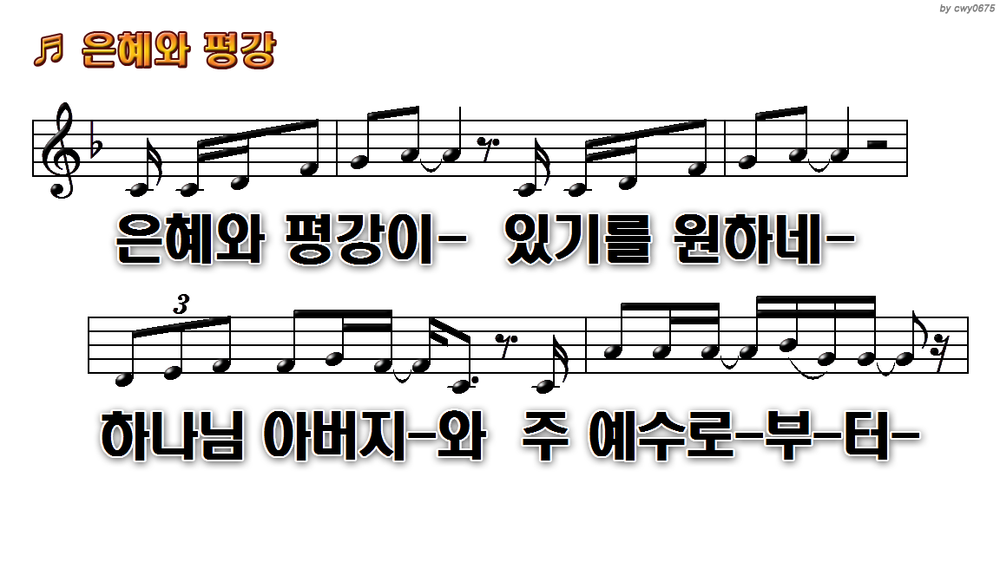 by cwy0675
♬ 은혜와 평강
은혜와 평강이- 있기를 원하네-
3
하나님 아버지-와 주 예수로-부-터-